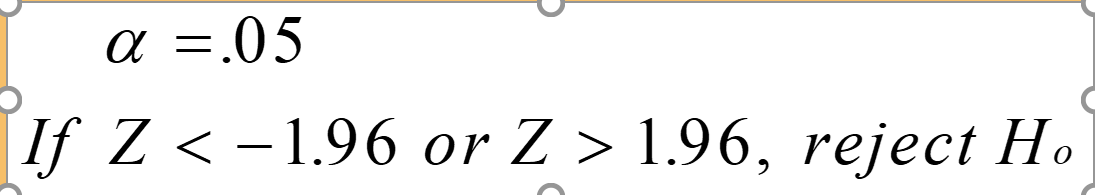 α =.05
If Z < −1.96 or Z > 1.96, reject Hₒ